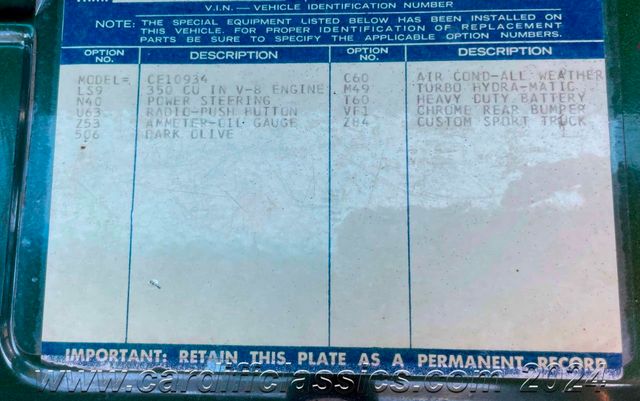 V.I.N. — VEHICLE IDENTIFICATION NUMBER
NOTE: THE SPECIAL EQUIPMENT LISTED BELOW HAS BEEN INSTALLED ON
THIS VEHICLE. FOR PROPER IDENTIFICATION OF REPLACEMENT
PARTS BE SURE TO SPECIFY THE APPLICABLE OPTION NUMBERS.
OPTION NO. DESCRIPTION OPTION NO. DESCRIPTION
MODEL= CE10934 C60 AIR COND-ALL WEATHER
LS9 350 CU IN V-8 ENGINE M49 TURBO HYDRA-MATIC
N40 POWER STEERING T60 HEAVY DUTY BATTERY
U63 RADIO-PUSH BUTTON VF1 CHROME REAR BUMPER
Z53 AMMETER-OIL GAUGE Z84 CUSTOM SPORT TRUCK
506 DARK OLIVE
IMPORTANT: RETAIN THIS PLATE AS A PERMANENT RECORD
www.cardiffclassics.com 2024